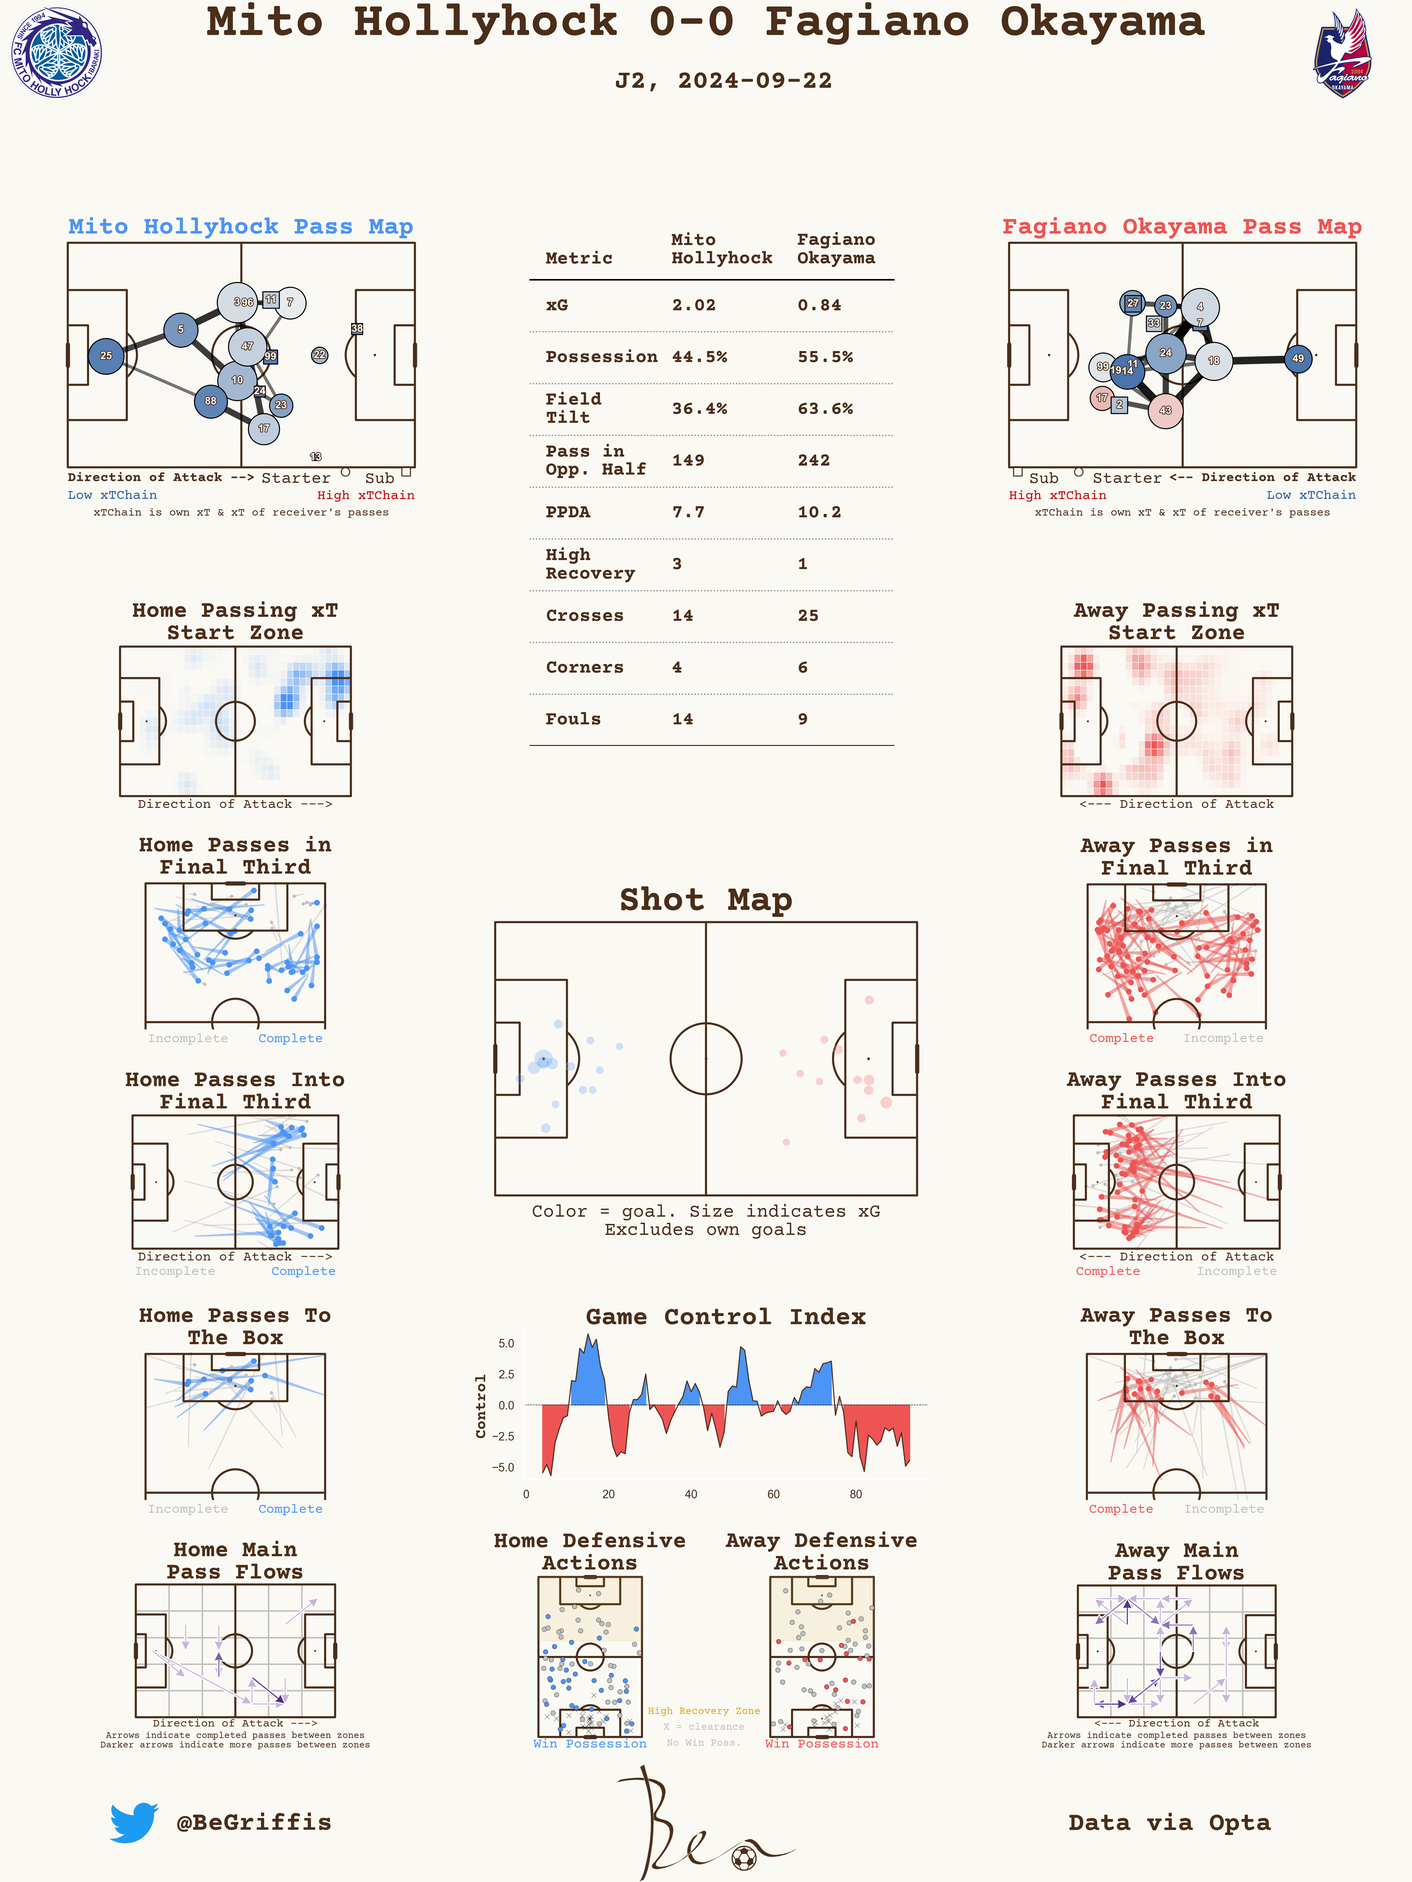 Mito Hollyhock 0-0 Fagiano Okayama
J2, 2024-09-22
SINCE 1994
FC MITO HOLLY HOCK
IBARAKI
Fagiano
OKAYAMA
Mito Hollyhock Pass Map
25
5
3
96
11
7
47
99
38
22
10
24
88
23
17
13
Direction of Attack --> Starter Sub
Low xTChain High xTChain
xTChain is own xT & xT of receiver's passes
Metric Mito Hollyhock Fagiano Okayama
xG 2.02 0.84
Possession 44.5% 55.5%
Field Tilt 36.4% 63.6%
Pass in Opp. Half 149 242
PPDA 7.7 10.2
High Recovery 3 1
Crosses 14 25
Corners 4 6
Fouls 14 9
Fagiano Okayama Pass Map
27
23
4
33
7
24
18
49
99
11
19
14
17
2
43
Sub Starter <-- Direction of Attack
High xTChain Low xTChain
xTChain is own xT & xT of receiver's passes
Home Passing xT
Start Zone
Direction of Attack --->
Away Passing xT
Start Zone
<--- Direction of Attack
Home Passes in
Final Third
Incomplete Complete
Away Passes in
Final Third
Complete Incomplete
Shot Map
Color = goal. Size indicates xG
Excludes own goals
Home Passes Into
Final Third
Direction of Attack --->
Incomplete Complete
Away Passes Into
Final Third
<--- Direction of Attack
Complete Incomplete
Home Passes To
The Box
Incomplete Complete
Game Control Index
Control
5.0
2.5
0.0
−2.5
−5.0
0 20 40 60 80
Away Passes To
The Box
Complete Incomplete
Home Main
Pass Flows
Direction of Attack --->
Arrows indicate completed passes between zones
Darker arrows indicate more passes between zones
Home Defensive
Actions
Win Possession
Away Defensive
Actions
Win Possession
High Recovery Zone
X = clearance
No Win Poss.
Away Main
Pass Flows
<--- Direction of Attack
Arrows indicate completed passes between zones
Darker arrows indicate more passes between zones
@BeGriffis
Ben
Data via Opta